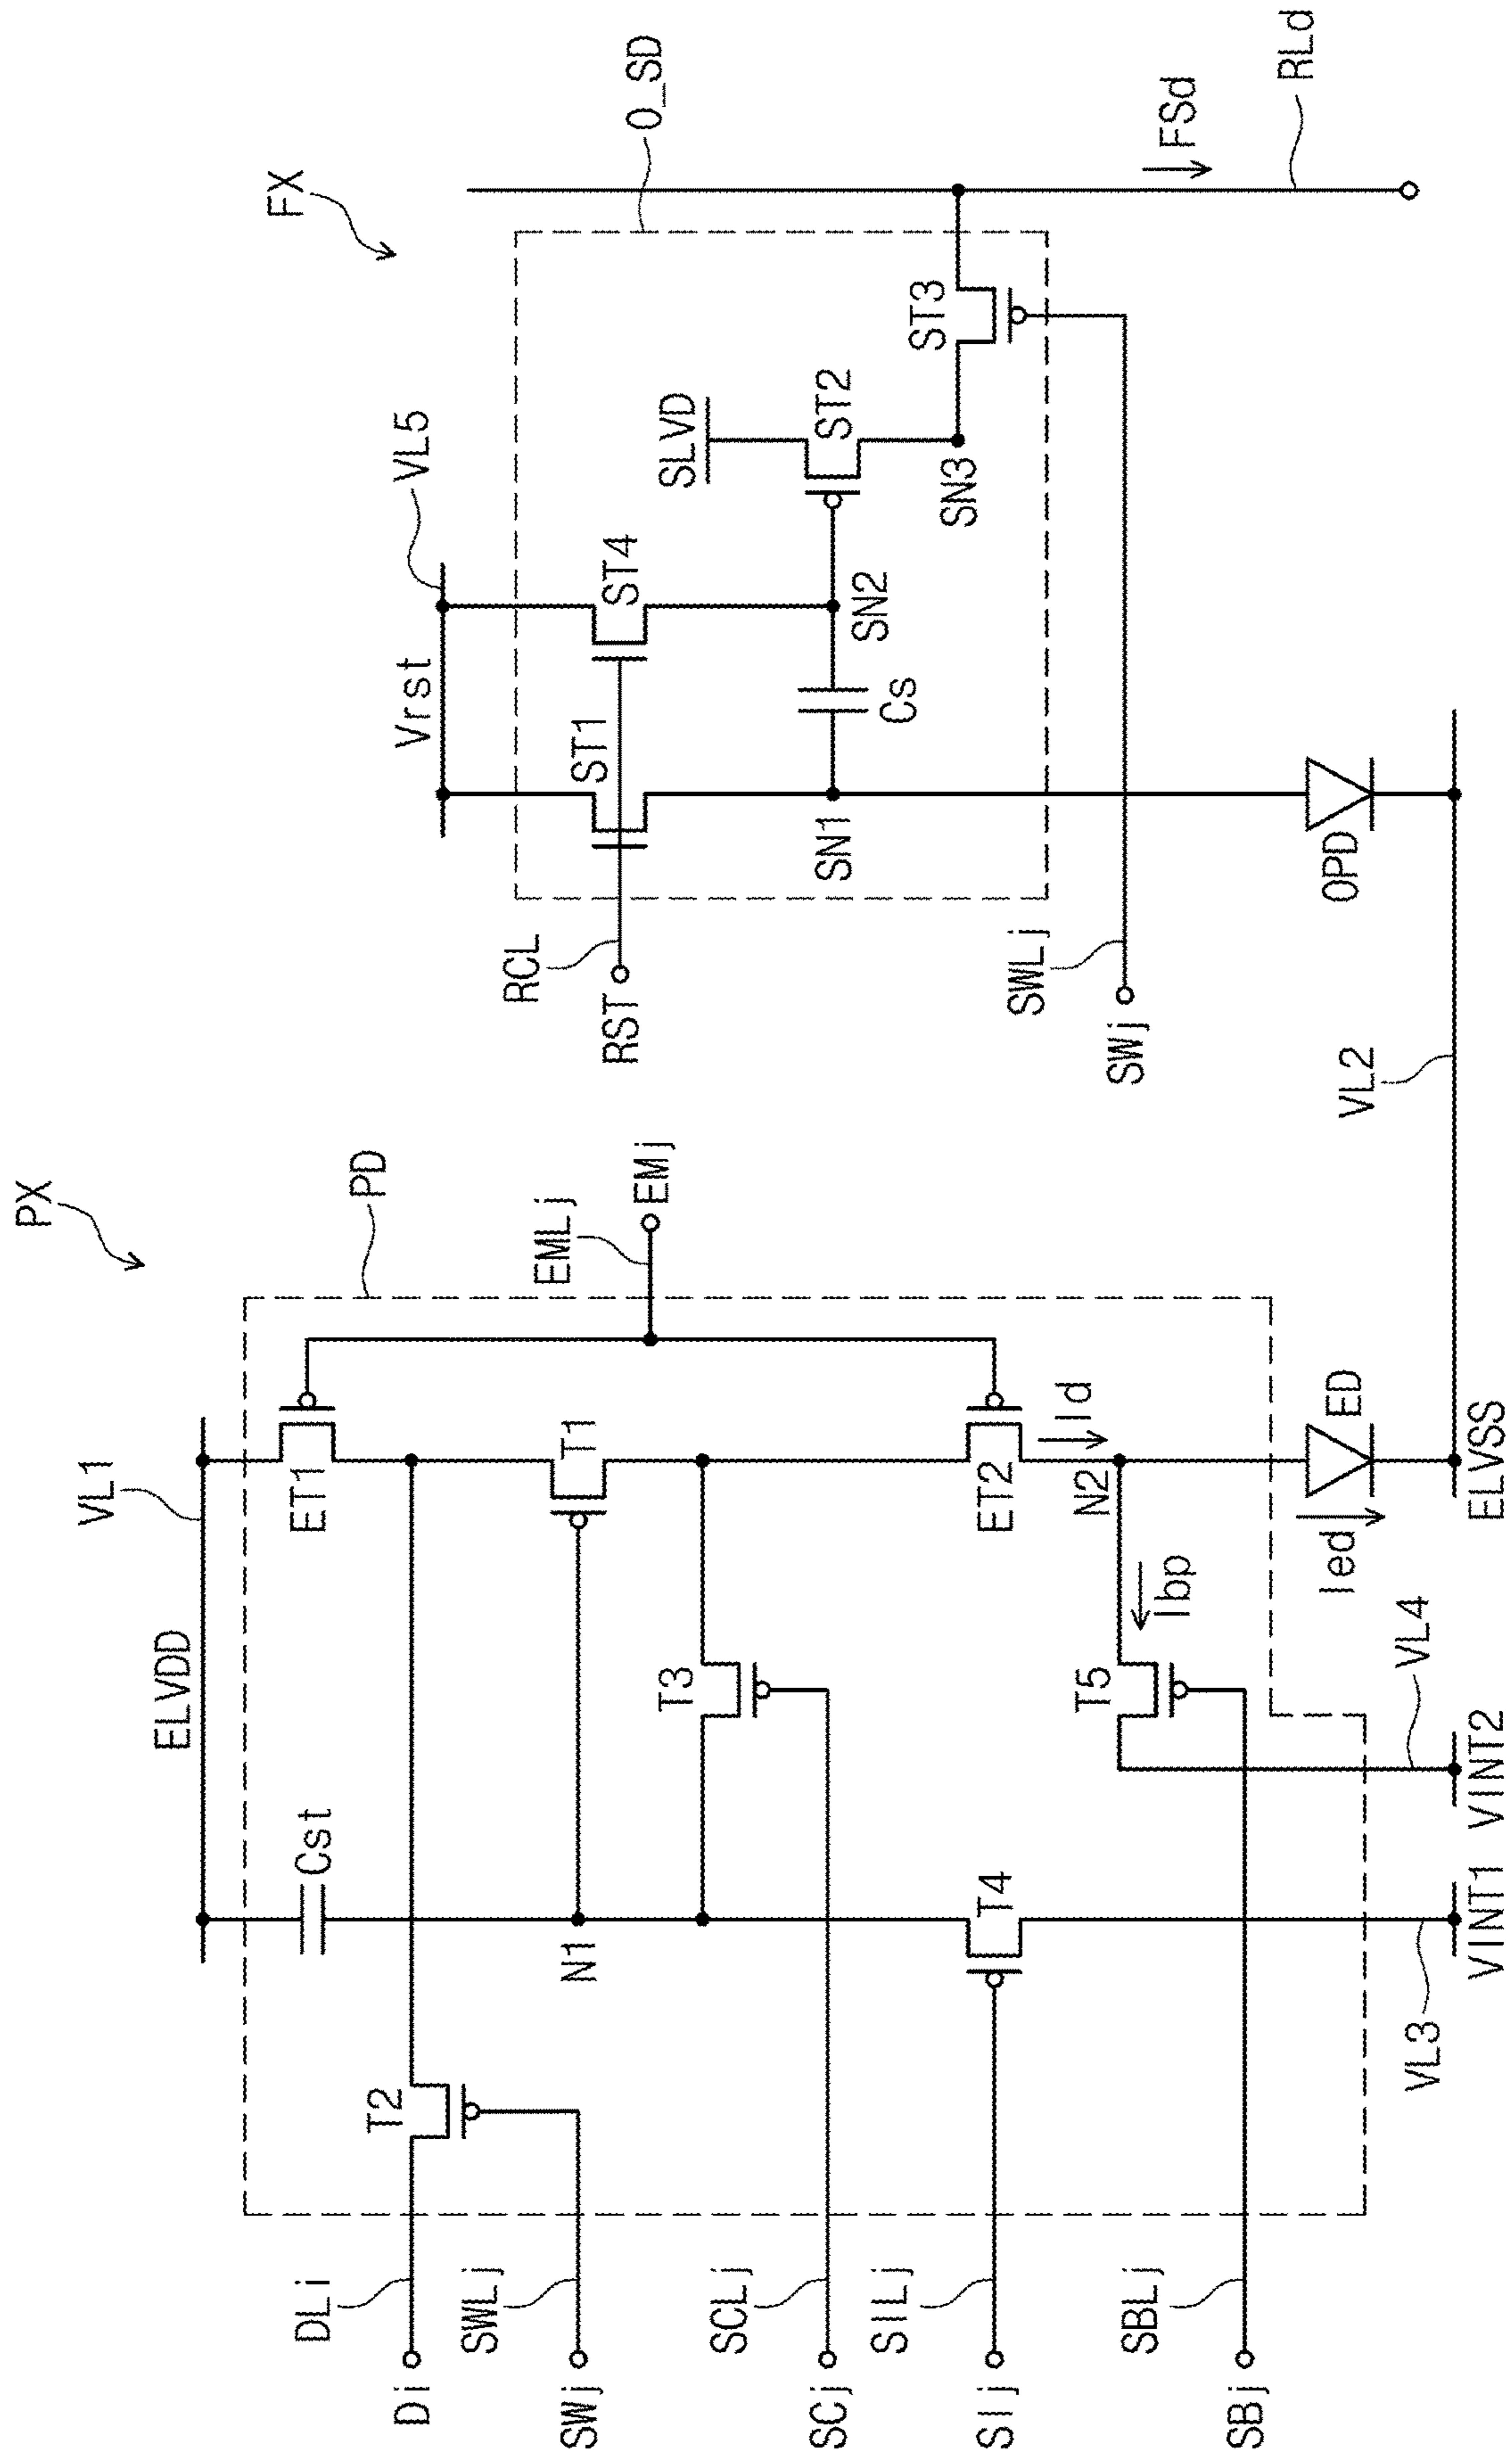 PX
FX
VL1
ELVDD
Cst
ET1
PD
DLi
Di
T2
SWLj
SWj
N1
T1
EMLj
EMj
T3
SCLj
SCj
SILj
SIj
T4
ET2
Id
N2
Ibp
T5
SBLj
SBj
Ied
ED
VL3
VINT1
VL4
VINT2
ELVSS
VL2
Vrst
VL5
O_SD
RCL
RST
ST1
ST4
SLVD
ST2
SN1
Cs
SN2
SN3
ST3
SWLj
SWj
OPD
FSd
RLd